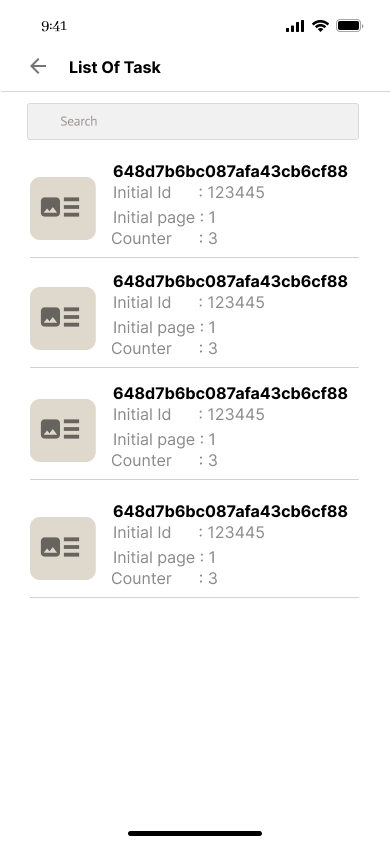 9:41
List Of Task
Search
648d7b6bc087afa43cb6cf88
Initial Id : 123445
Initial page : 1
Counter : 3
648d7b6bc087afa43cb6cf88
Initial Id : 123445
Initial page : 1
Counter : 3
648d7b6bc087afa43cb6cf88
Initial Id : 123445
Initial page : 1
Counter : 3
648d7b6bc087afa43cb6cf88
Initial Id : 123445
Initial page : 1
Counter : 3